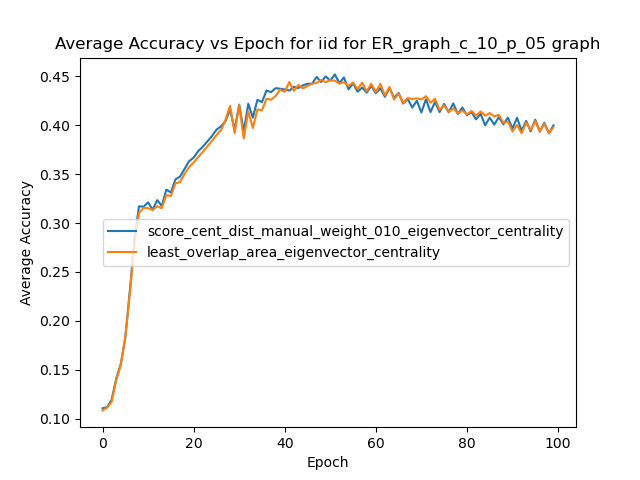 Average Accuracy vs Epoch for iid for ER_graph_c_10_p_05 graph
0.45
0.40
0.35
0.30
0.25
0.20
0.15
0.10
Average Accuracy
score_cent_dist_manual_weight_010_eigenvector_centrality
least_overlap_area_eigenvector_centrality
0 20 40 60 80 100
Epoch